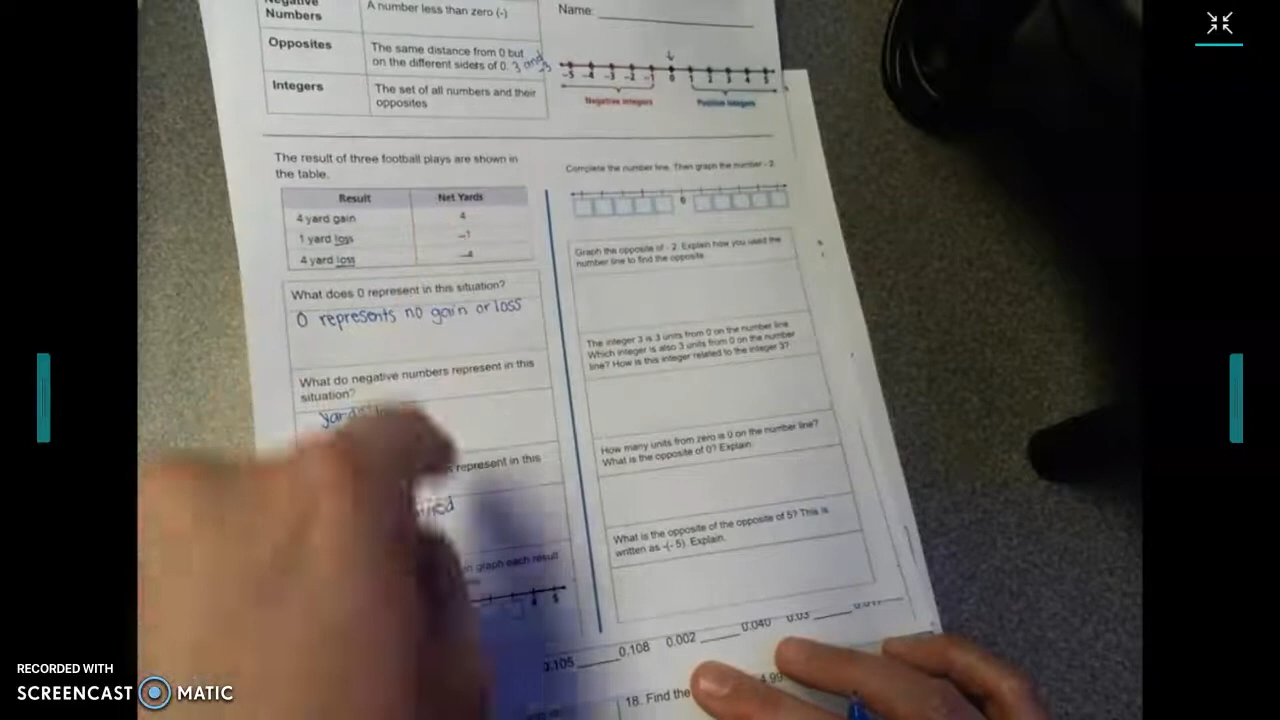 Negative
Numbers
A number less than zero (-)
Opposites
The same distance from 0 but
on the different siders of 0. 3 and -3
Integers
The set of all numbers and their
opposites
Name:
-5 -4 -3 -2 -1 0 1 2 3 4 5
Negative integers
Positive integers
The result of three football plays are shown in
the table.
Result
Net Yards
4 yard gain
4
1 yard loss
-1
4 yard loss
-4
What does 0 represent in this situation?
0 represents no gain or loss
What do negative numbers represent in this
situation?
represent in this
graph each result
4 5
Complete the number line. Then graph the number - 2.
0
Graph the opposite of - 2. Explain how you used the
number line to find the opposite.
The integer 3 is 3 units from 0 on the number line.
Which integer is also 3 units from 0 on the number
line? How is this integer related to the integer 3?
How many units from zero is 0 on the number line?
What is the opposite of 0? Explain.
What is the opposite of the opposite of 5? This is
written as -(- 5). Explain.
0.105 0.108 0.002 0.040 0.03
18. Find the 4.99
RECORDED WITH
SCREENCAST MATIC